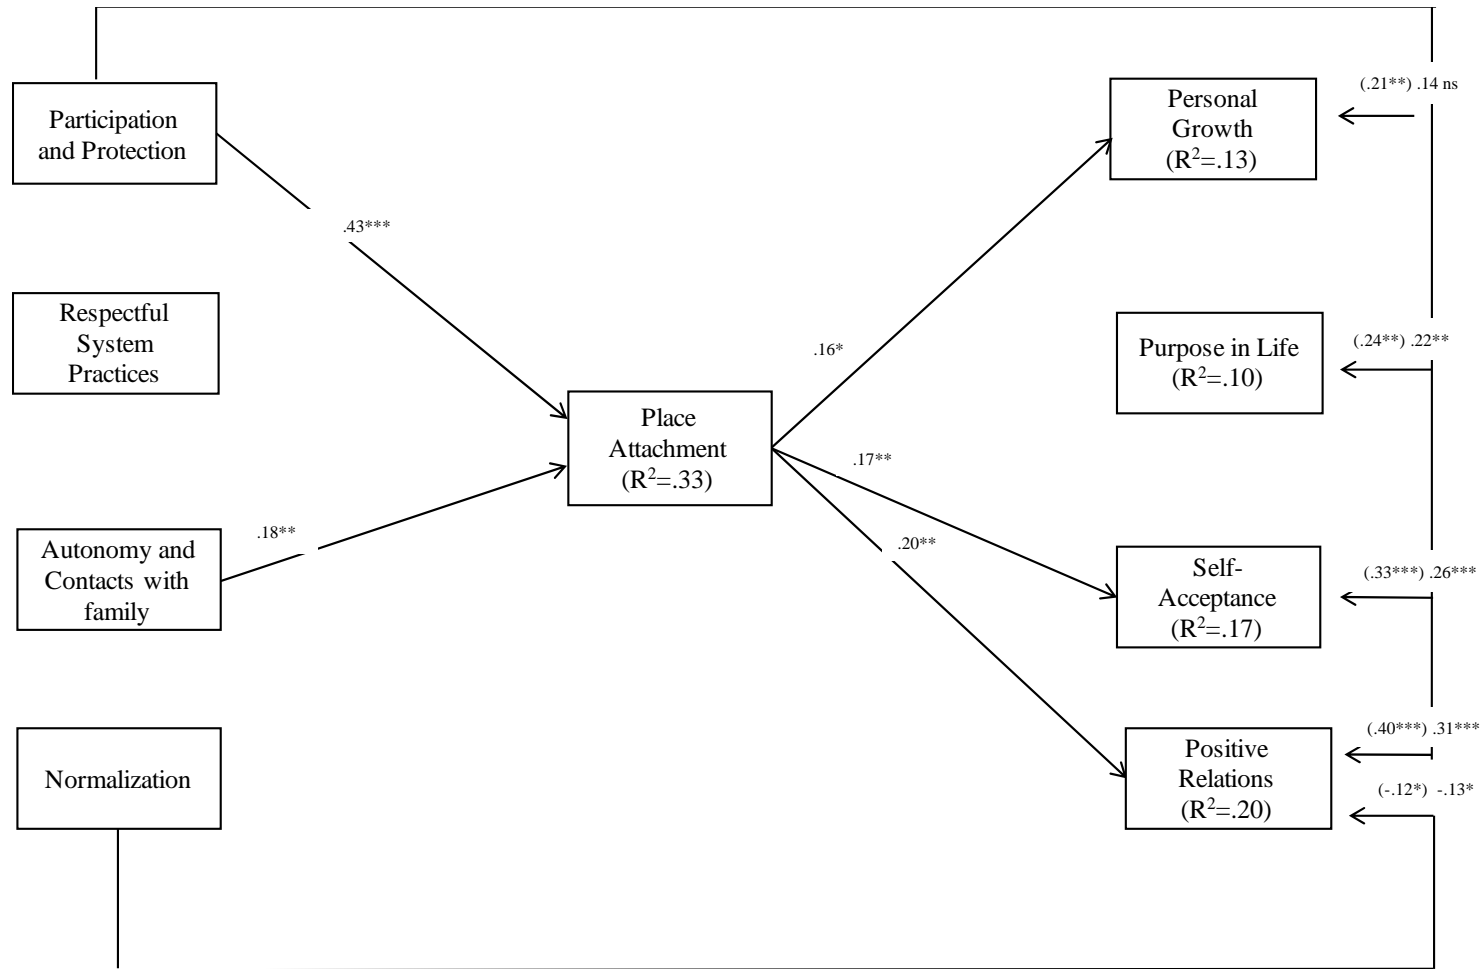 Participation
and Protection
Respectful
System
Practices
Autonomy and
Contacts with
family
Normalization
.43***
.18**
Place
Attachment
(R²=.33)
.16*
.17**
.20**
Personal
Growth
(R²=.13)
Purpose in Life
(R²=.10)
Self-
Acceptance
(R²=.17)
Positive
Relations
(R²=.20)
(.21**) .14 ns
(.24**) .22**
(.33***) .26***
(.40***) .31***
(-.12*) -.13*